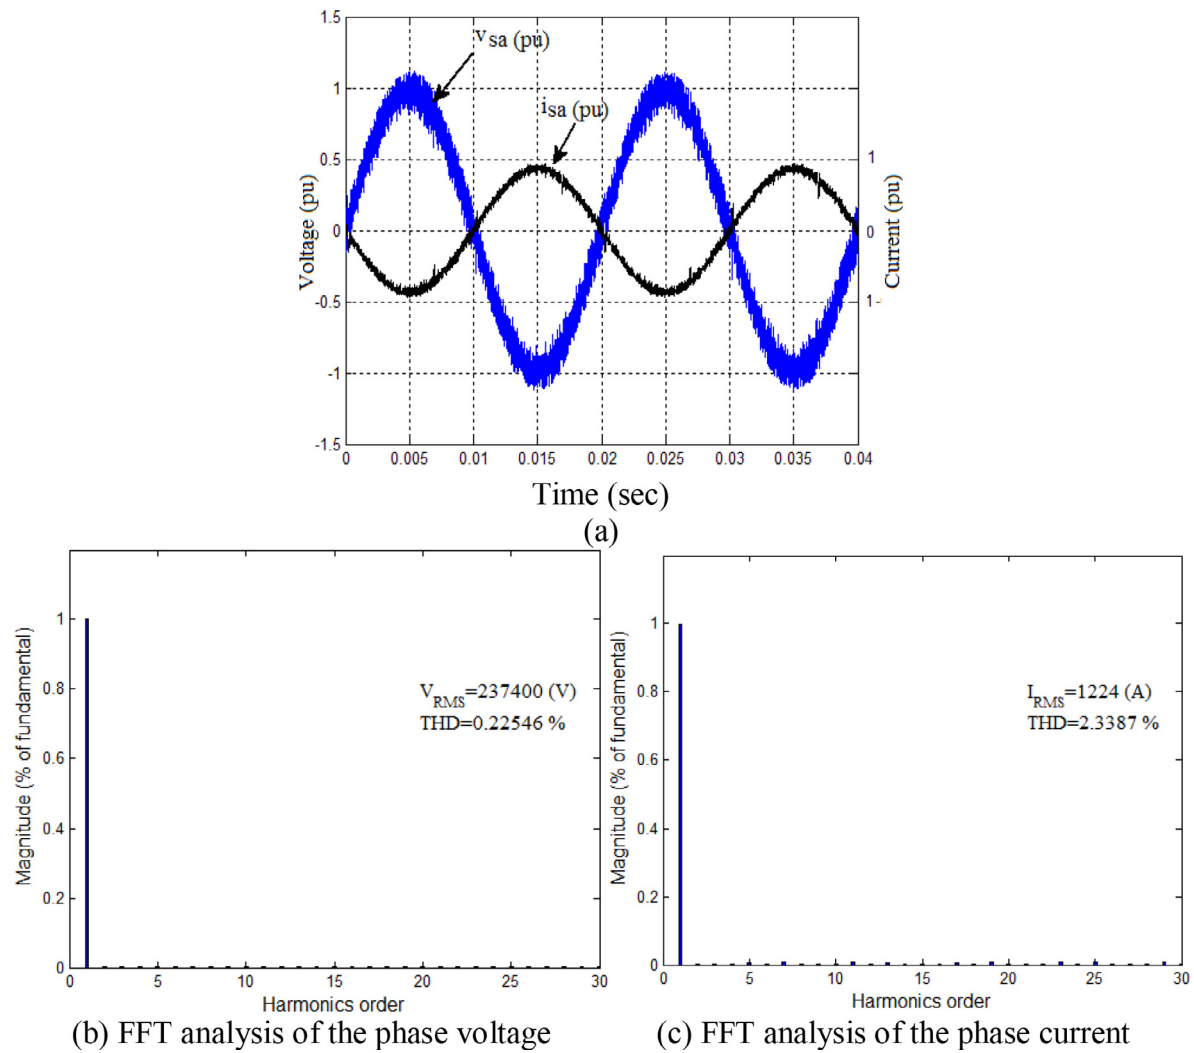 1.5
v_sa (pu)
1
i_sa (pu)
0.5
1
Voltage (pu)
0
0
Current (pu)
-0.5
1
-1
-1.5
0 0.005 0.01 0.015 0.02 0.025 0.03 0.035 0.04
Time (sec)
(a)
Magnitude (% of fundamental)
1
0.8
0.6
0.4
0.2
0
V_RMS=237400 (V)
THD=0.22546 %
0 5 10 15 20 25 30
Harmonics order
(b) FFT analysis of the phase voltage
Magnitude (% of fundamental)
1
0.8
0.6
0.4
0.2
0
I_RMS=1224 (A)
THD=2.3387 %
0 5 10 15 20 25 30
Harmonics order
(c) FFT analysis of the phase current